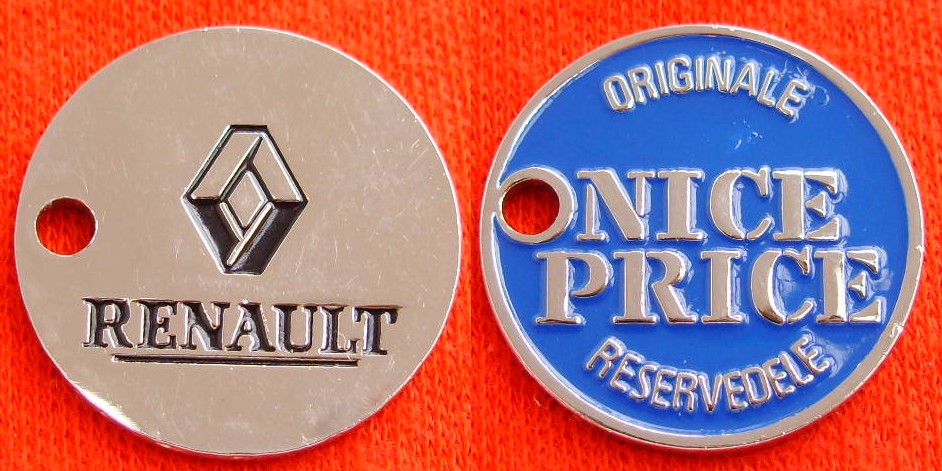 RENAULT
ORIGINALE
NICE
PRICE
RESERVEDELE